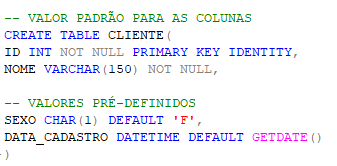 -- VALOR PADRÃO PARA AS COLUNAS
CREATE TABLE CLIENTE(
ID INT NOT NULL PRIMARY KEY IDENTITY,
NOME VARCHAR(150) NOT NULL,
-- VALORES PRÉ-DEFINIDOS
SEXO CHAR(1) DEFAULT 'F',
DATA_CADASTRO DATETIME DEFAULT GETDATE()
)